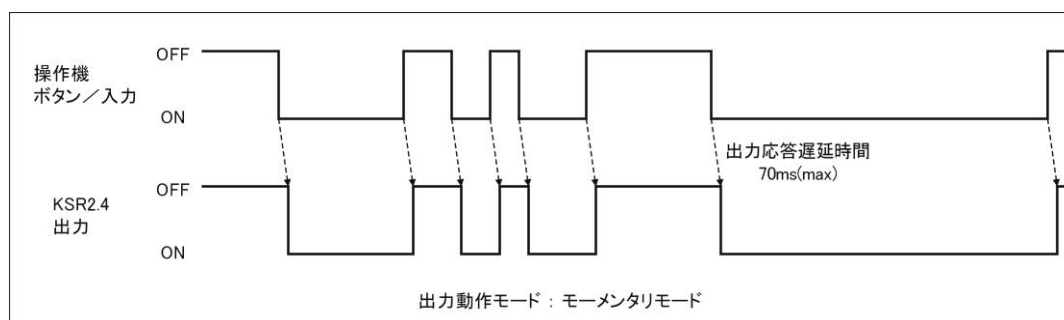 OFF
操作機
ボタン／入力
ON
出力応答遅延時間
70ms(max)
OFF
KSR2.4
出力
ON
出力動作モード：モーメンタリモード